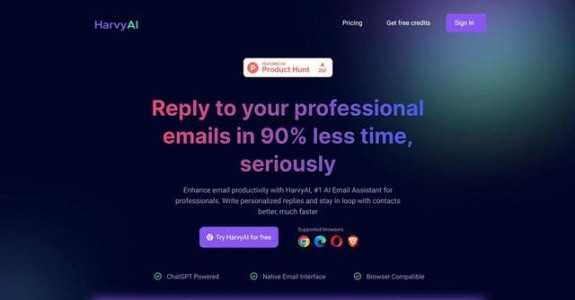 HarvyAI
Pricing
Get free credits
Sign In
FEATURED ON
Product Hunt
Reply to your professional
emails in 90% less time,
seriously
Enhance email productivity with HarvyAI, #1 AI Email Assistant for
professionals. Write personalized replies and stay in loop with contacts
better, much faster
Try HarvyAI for free
Supported browsers
ChatGPT Powered
Native Email Interface
Browser Compatible